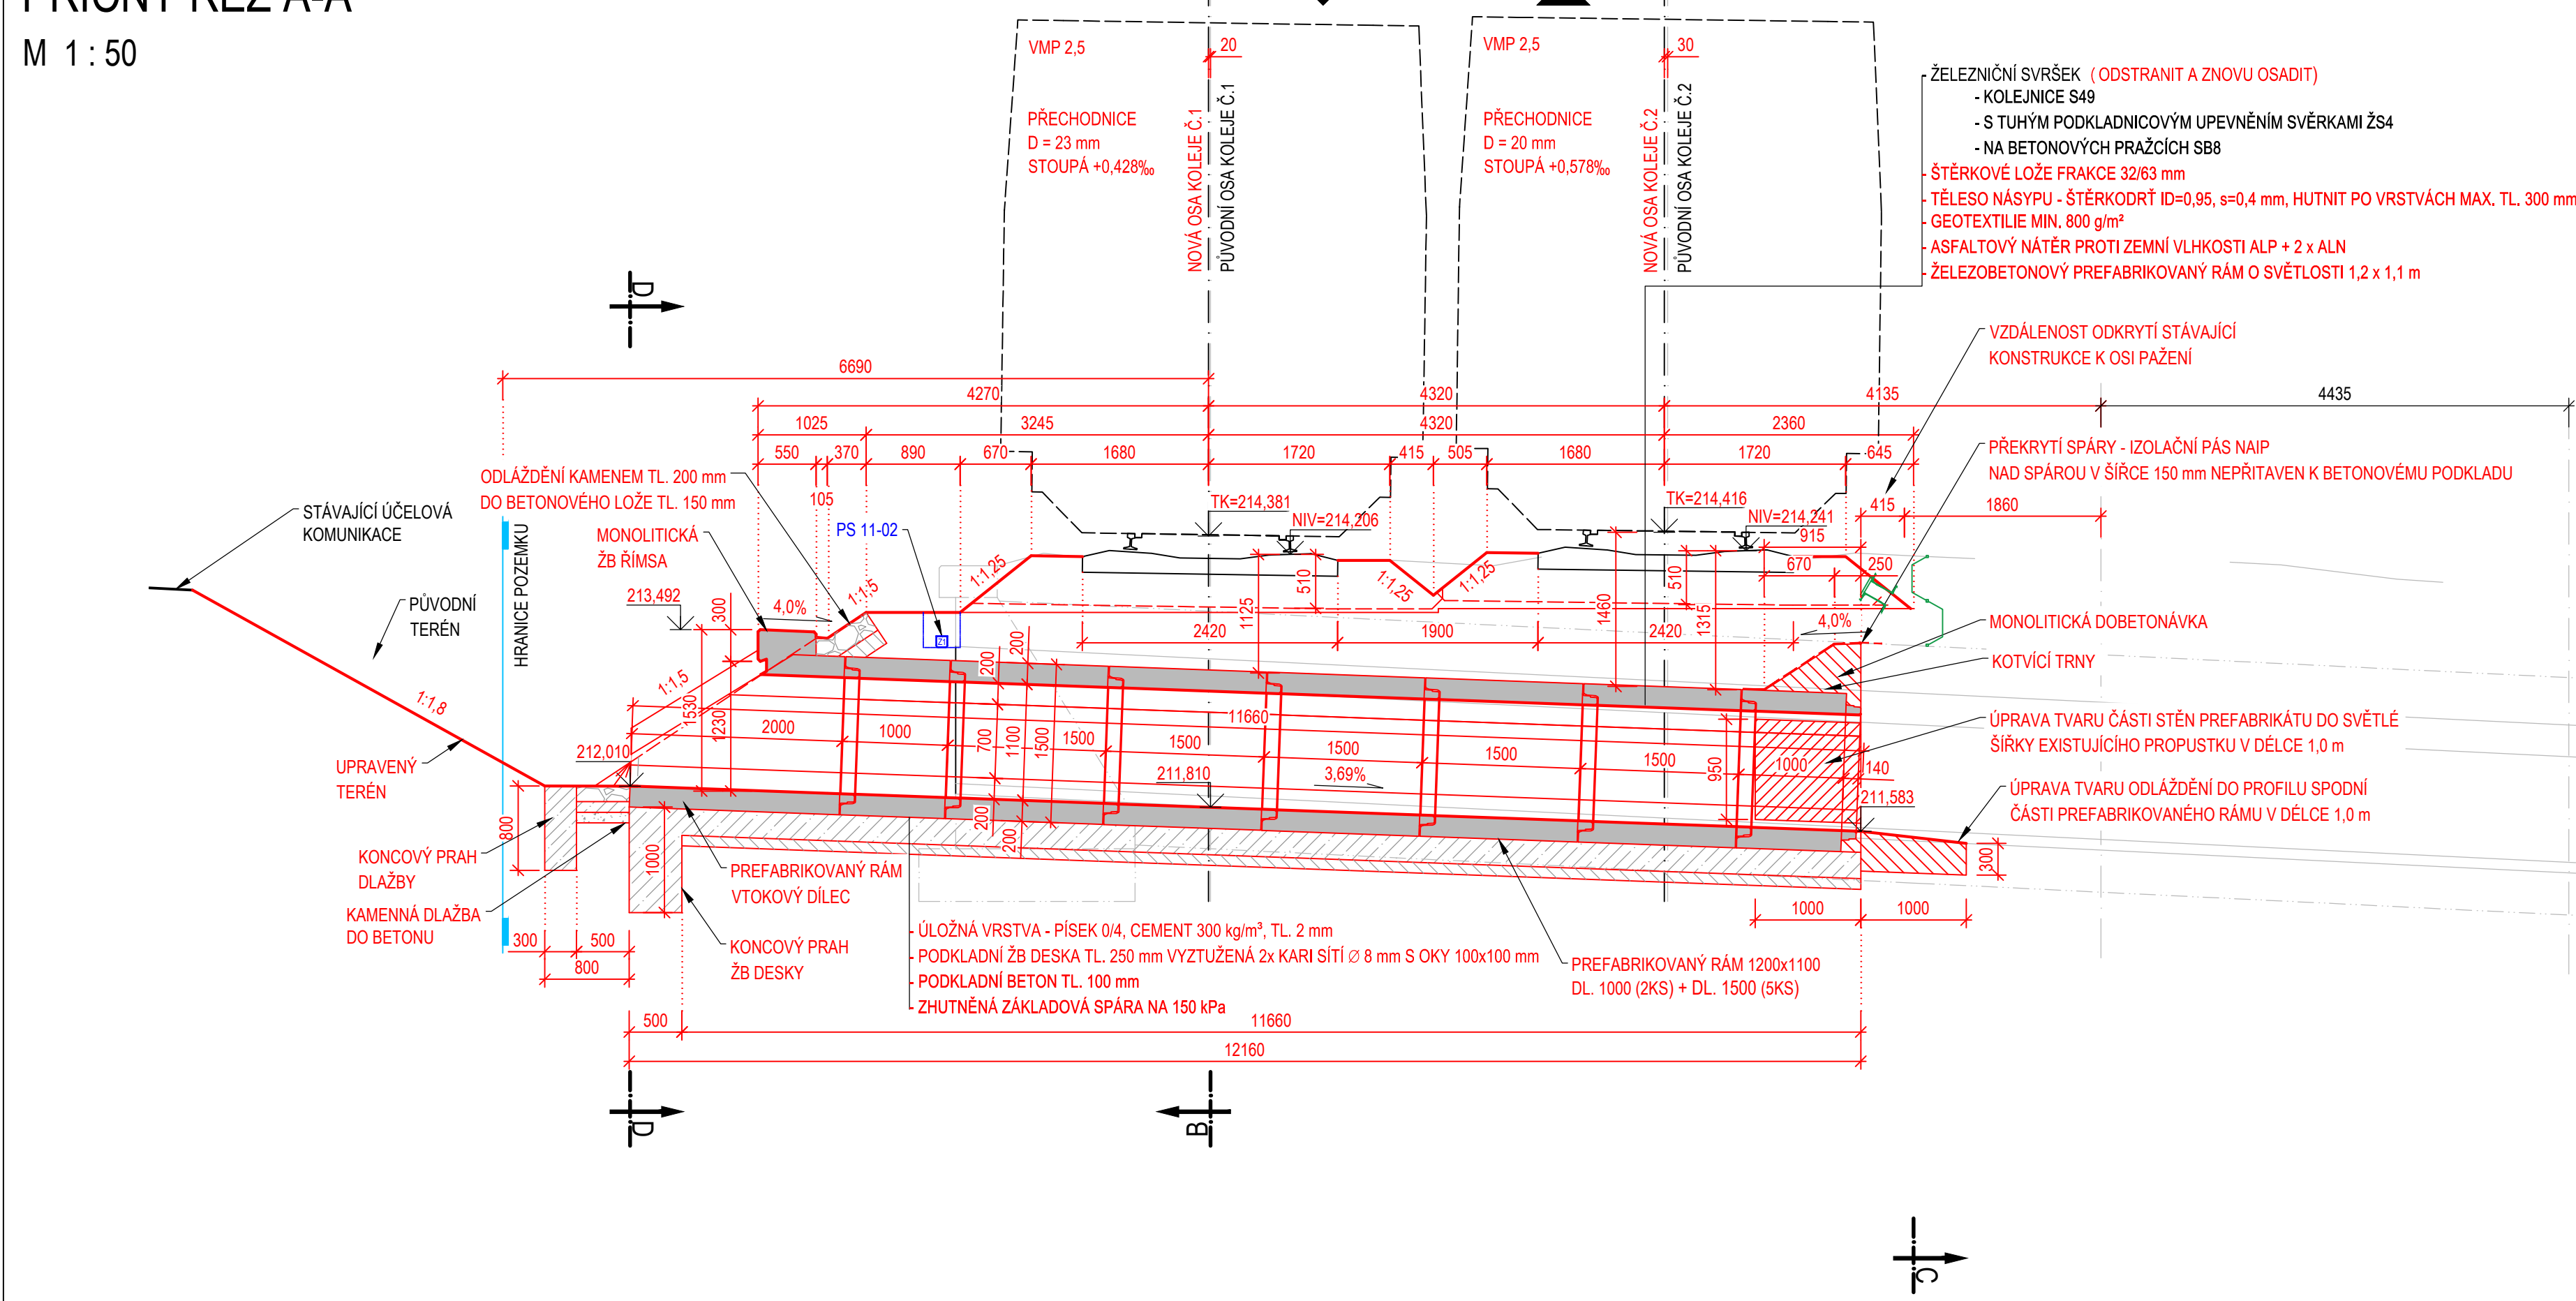 PŘÍČNÝ ŘEZ A-A
M 1 : 50
VMP 2,5
20
PŘECHODNICE
D = 23 mm
STOUPÁ +0,428‰
NOVÁ OSA KOLEJE Č.1
PŮVODNÍ OSA KOLEJE Č.1
VMP 2,5
30
PŘECHODNICE
D = 20 mm
STOUPÁ +0,578‰
NOVÁ OSA KOLEJE Č.2
PŮVODNÍ OSA KOLEJE Č.2
- ŽELEZNIČNÍ SVRŠEK ( ODSTRANIT A ZNOVU OSADIT)
- KOLEJNICE S49
- S TUHÝM PODKLADNICOVÝM UPEVNĚNÍM SVĚRKAMI ŽS4
- NA BETONOVÝCH PRAŽCÍCH SB8
- ŠTĚRKOVÉ LOŽE FRAKCE 32/63 mm
- TĚLESO NÁSYPU - ŠTĚRKODRŤ ID=0,95, s=0,4 mm, HUTNIT PO VRSTVÁCH MAX. TL. 300 mm
- GEOTEXTILIE MIN. 800 g/m²
- ASFALTOVÝ NÁTĚR PROTI ZEMNÍ VLHKOSTI ALP + 2 x ALN
- ŽELEZOBETONOVÝ PREFABRIKOVANÝ RÁM O SVĚTLOSTI 1,2 x 1,1 m
D
VZDÁLENOST ODKRYTÍ STÁVAJÍCÍ
KONSTRUKCE K OSI PAŽENÍ
6690
4270 4320 4135 4435
1025 3245 4320 2360
550 370 890 670 1680 1720 415 505 1680 1720 645
105
415 1860
PŘEKRYTÍ SPÁRY - IZOLAČNÍ PÁS NAIP
NAD SPÁROU V ŠÍŘCE 150 mm NEPŘITAVEN K BETONOVÉMU PODKLADU
ODLÁŽDĚNÍ KAMENEM TL. 200 mm
DO BETONOVÉHO LOŽE TL. 150 mm
STÁVAJÍCÍ ÚČELOVÁ
KOMUNIKACE
HRANICE POZEMKU
MONOLITICKÁ
ŽB ŘÍMSA
PS 11-02
Z1
TK=214,381
NIV=214,206
TK=214,416
NIV=214,241
915
670 250
PŮVODNÍ
TERÉN
213,492
300
4,0%
1:1,5
1:1,25
1:1,25
1:1,25
510
1125
510
1460
1315
2420 1900 2420
4,0%
MONOLITICKÁ DOBETONÁVKA
KOTVÍCÍ TRNY
1:1,8
1:1,5
1530
1230
200
200
11660
2000 1000 1500 1500 1500 1500 1500 1000 140
700
1100
1500
950
212,010
211,810
3,69%
211,583
200
200
ÚPRAVA TVARU ČÁSTI STĚN PREFABRIKÁTU DO SVĚTLÉ
ŠÍŘKY EXISTUJÍCÍHO PROPUSTKU V DÉLCE 1,0 m
ÚPRAVA TVARU ODLÁŽDĚNÍ DO PROFILU SPODNÍ
ČÁSTI PREFABRIKOVANÉHO RÁMU V DÉLCE 1,0 m
UPRAVENÝ
TERÉN
800
1000
300
KONCOVÝ PRAH
DLAŽBY
KAMENNÁ DLAŽBA
DO BETONU
PREFABRIKOVANÝ RÁM
VTOKOVÝ DÍLEC
KONCOVÝ PRAH
ŽB DESKY
300 500
800
1000 1000
- ÚLOŽNÁ VRSTVA - PÍSEK 0/4, CEMENT 300 kg/m³, TL. 2 mm
- PODKLADNÍ ŽB DESKA TL. 250 mm VYZTUŽENÁ 2x KARI SÍTÍ Ø 8 mm S OKY 100x100 mm
- PODKLADNÍ BETON TL. 100 mm
- ZHUTNĚNÁ ZÁKLADOVÁ SPÁRA NA 150 kPa
PREFABRIKOVANÝ RÁM 1200x1100
DL. 1000 (2KS) + DL. 1500 (5KS)
500 11660
12160
D
B
C